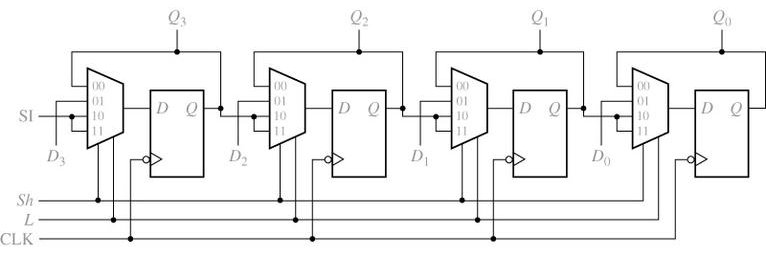 Q3 Q2 Q1 Q0
00 00 00 00
01 D Q 01 D Q 01 D Q 01 D Q
SI 10 10 10 10
11 11 11 11
D3 D2 D1 D0
Sh
L
CLK